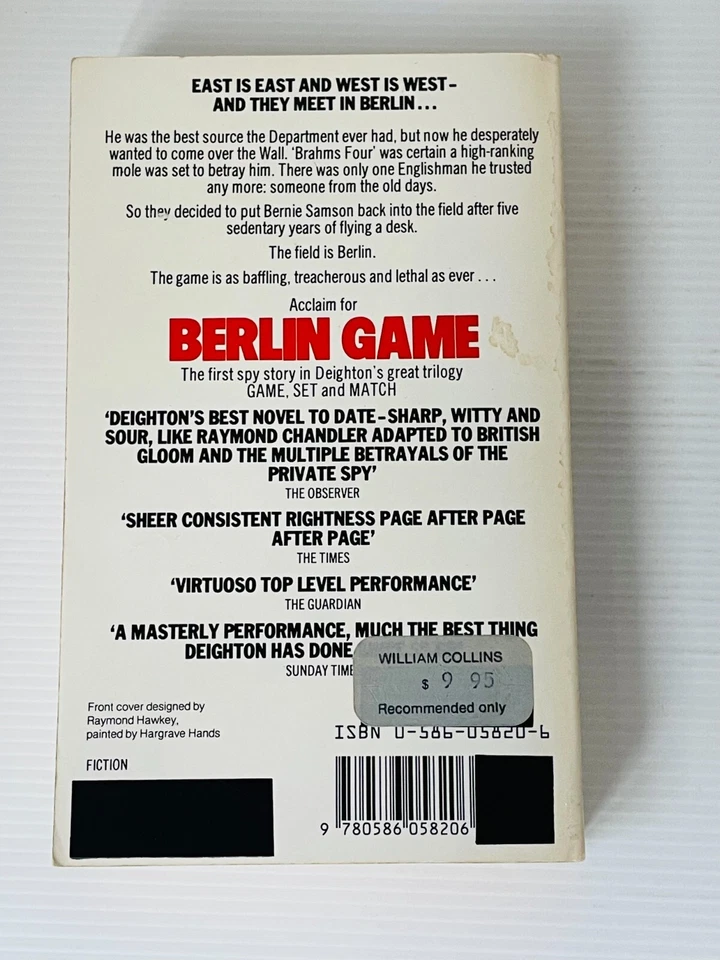 EAST IS EAST AND WEST IS WEST –
AND THEY MEET IN BERLIN . . .
He was the best source the Department ever had, but now he desperately
wanted to come over the Wall. ‘Brahms Four’ was certain a high-ranking
mole was set to betray him. There was only one Englishman he trusted
any more: someone from the old days.
So they decided to put Bernie Samson back into the field after five
sedentary years of flying a desk.
The field is Berlin.
The game is as baffling, treacherous and lethal as ever . . .
Acclaim for
BERLIN GAME
The first spy story in Deighton’s great trilogy
GAME, SET and MATCH
‘DEIGHTON’S BEST NOVEL TO DATE – SHARP, WITTY AND
SOUR, LIKE RAYMOND CHANDLER ADAPTED TO BRITISH
GLOOM AND THE MULTIPLE BETRAYALS OF THE
PRIVATE SPY’
THE OBSERVER
‘SHEER CONSISTENT RIGHTNESS PAGE AFTER PAGE
AFTER PAGE’
THE TIMES
‘VIRTUOSO TOP LEVEL PERFORMANCE’
THE GUARDIAN
‘A MASTERLY PERFORMANCE, MUCH THE BEST THING
DEIGHTON HAS DONE
SUNDAY TIME
WILLIAM COLLINS
$ 9 95
Recommended only
Front cover designed by
Raymond Hawkey,
painted by Hargrave Hands
ISBN 0-586-05820-6
FICTION
9 780586 058206